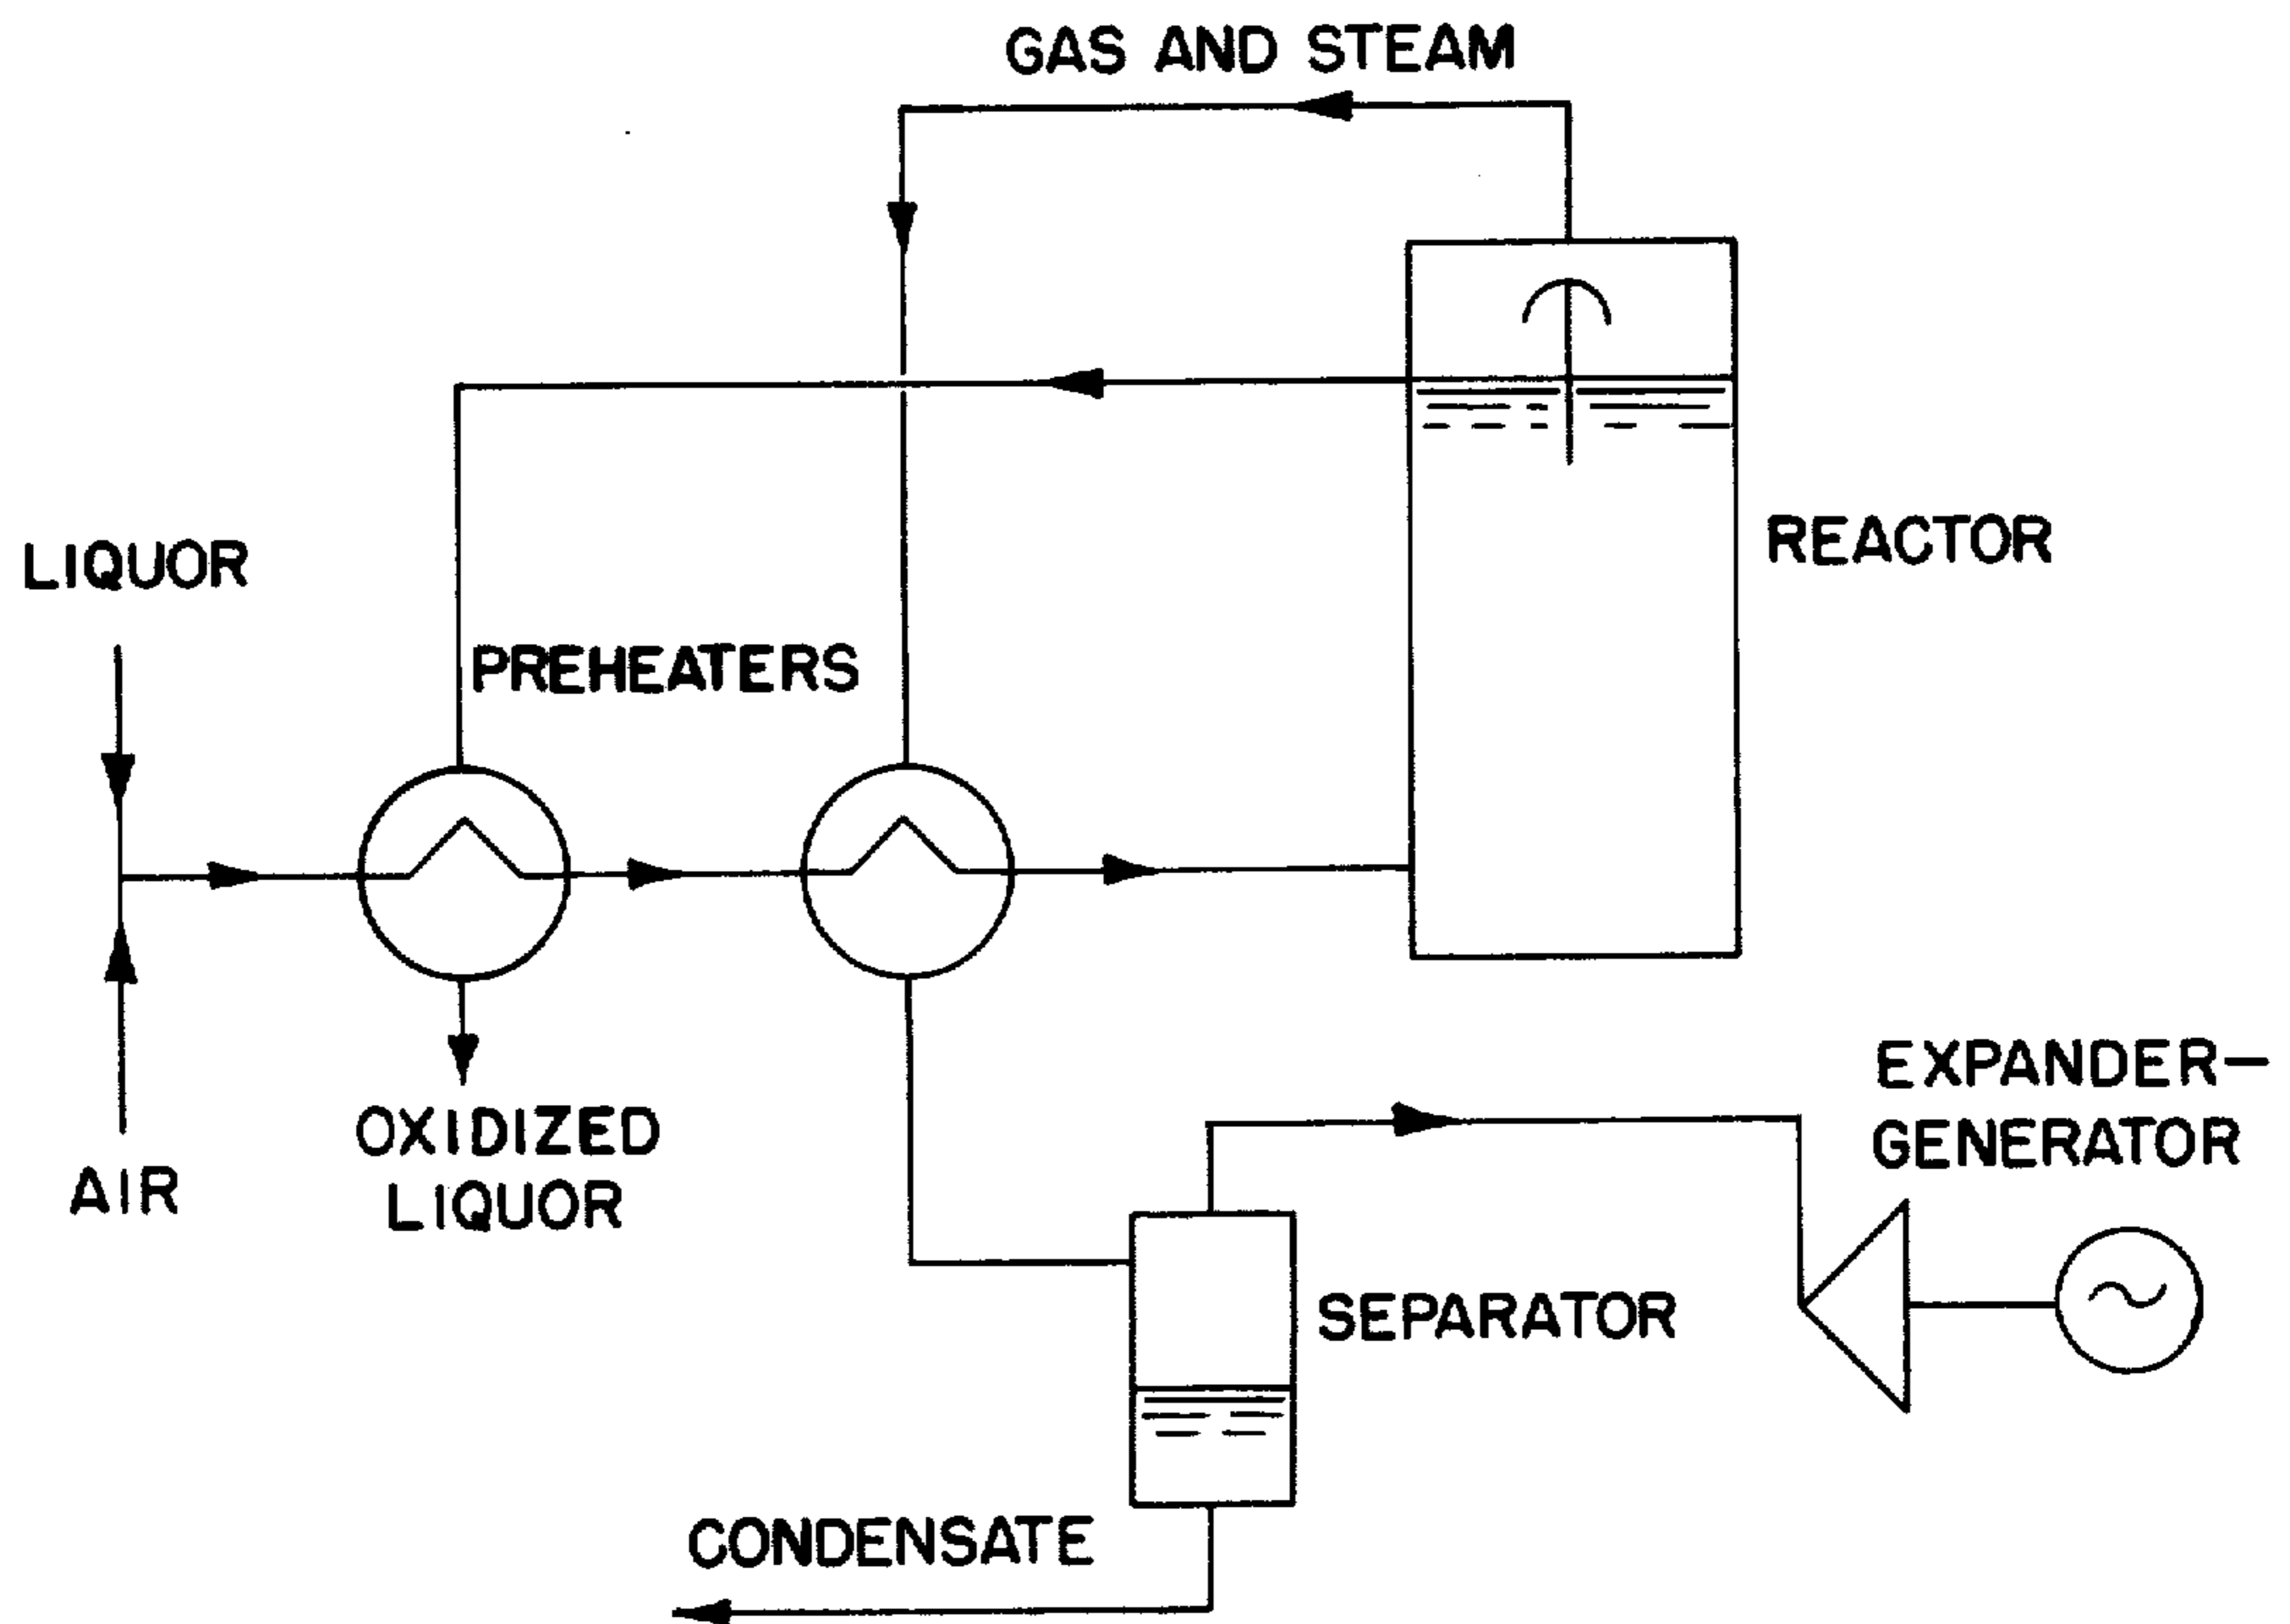 GAS AND STEAM
LIQUOR
REACTOR
PREHEATERS
EXPANDER—
GENERATOR
OXIDIZED
LIQUOR
AIR
SEPARATOR
CONDENSATE